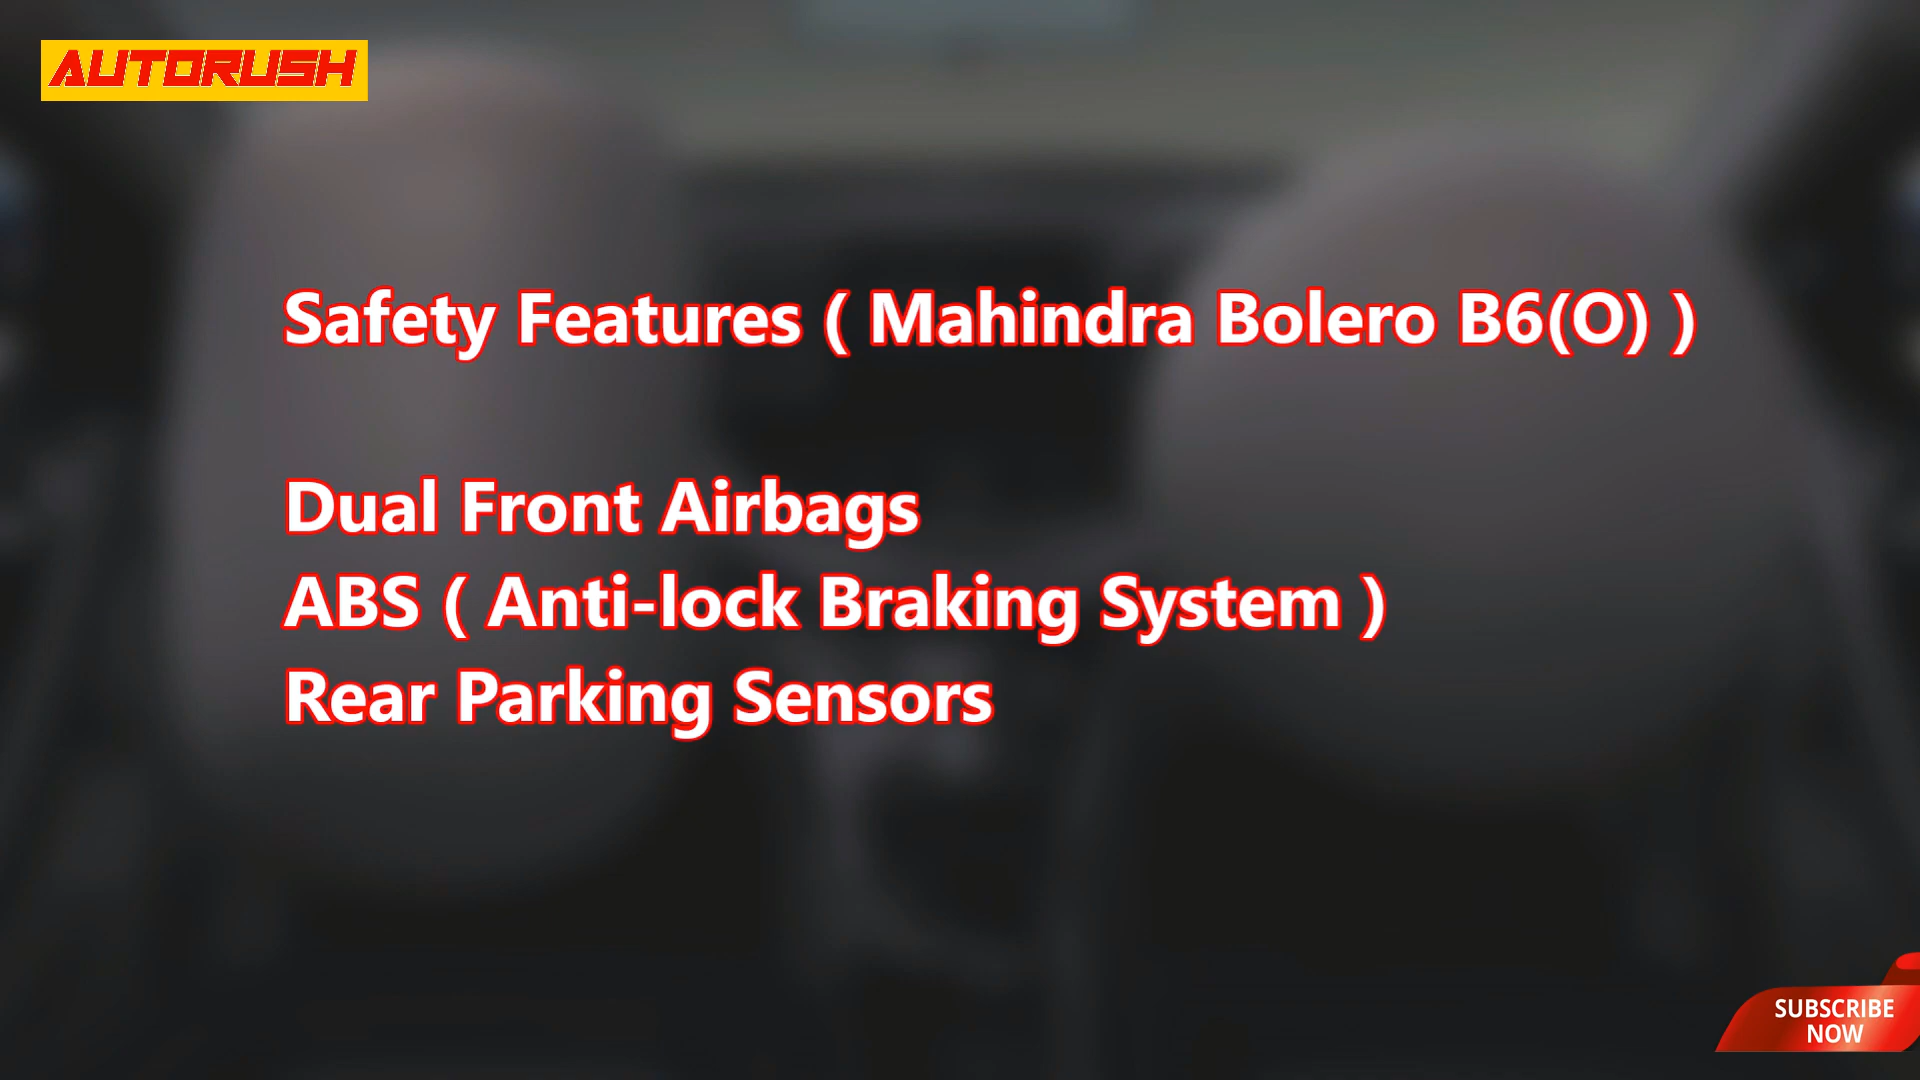 AUTORUSH
Safety Features ( Mahindra Bolero B6(O) )
Dual Front Airbags
ABS ( Anti-lock Braking System )
Rear Parking Sensors
SUBSCRIBE
NOW